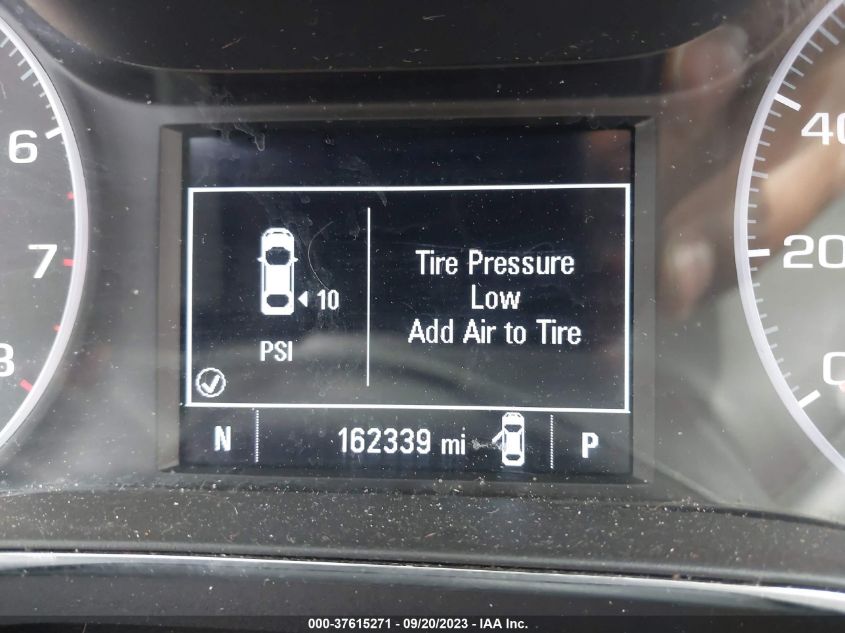 6
7
8
10
PSI
Tire Pressure
Low
Add Air to Tire
N
162339 mi
P
40
20
0
000-37615271 - 09/20/2023 - IAA Inc.